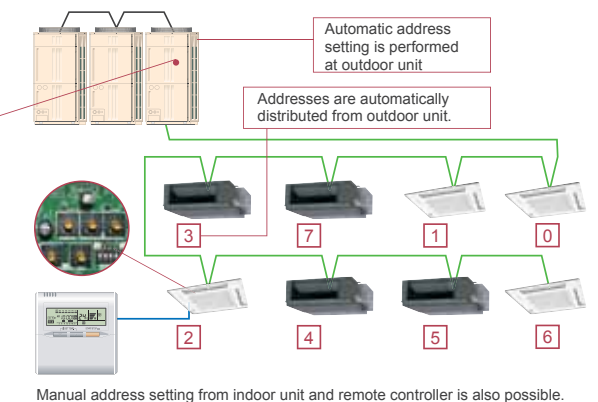 Automatic address
setting is performed
at outdoor unit
Addresses are automatically
distributed from outdoor unit.
3
7
1
0
2
4
5
6
Manual address setting from indoor unit and remote controller is also possible.